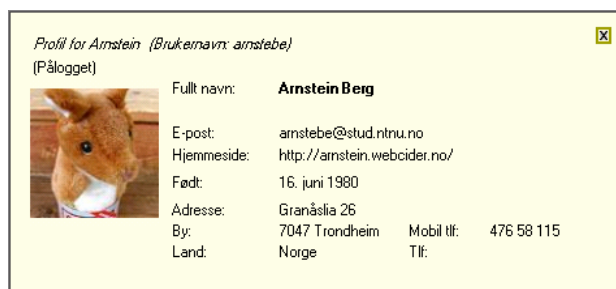 Profil for Arnstein (Brukernavn: arnstebe)
X
(Pålogget)
Fullt navn: Arnstein Berg
E-post: arnstebe@stud.ntnu.no
Hjemmeside: http://arnstein.webcider.no/
Født: 16. juni 1980
Adresse: Granåslia 26
By: 7047 Trondheim Mobil tlf: 476 58 115
Land: Norge Tlf: